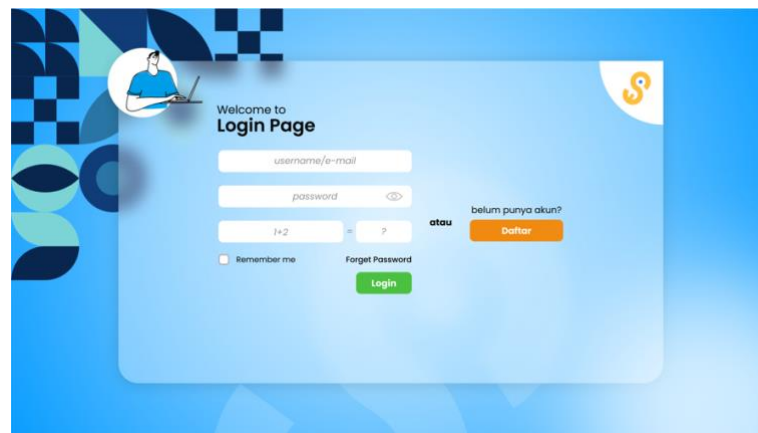 Welcome to
Login Page
username/e-mail
password
1+2 = ?
Remember me
Forget Password
Login
atau
belum punya akun?
Daftar